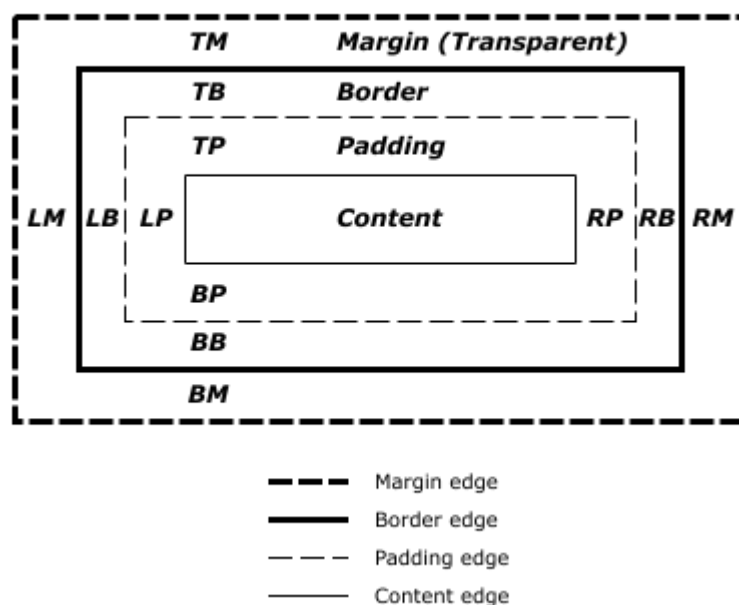 TM Margin (Transparent)
TB Border
TP Padding
LM LB LP Content RP RB RM
BP
BB
BM
Margin edge
Border edge
Padding edge
Content edge